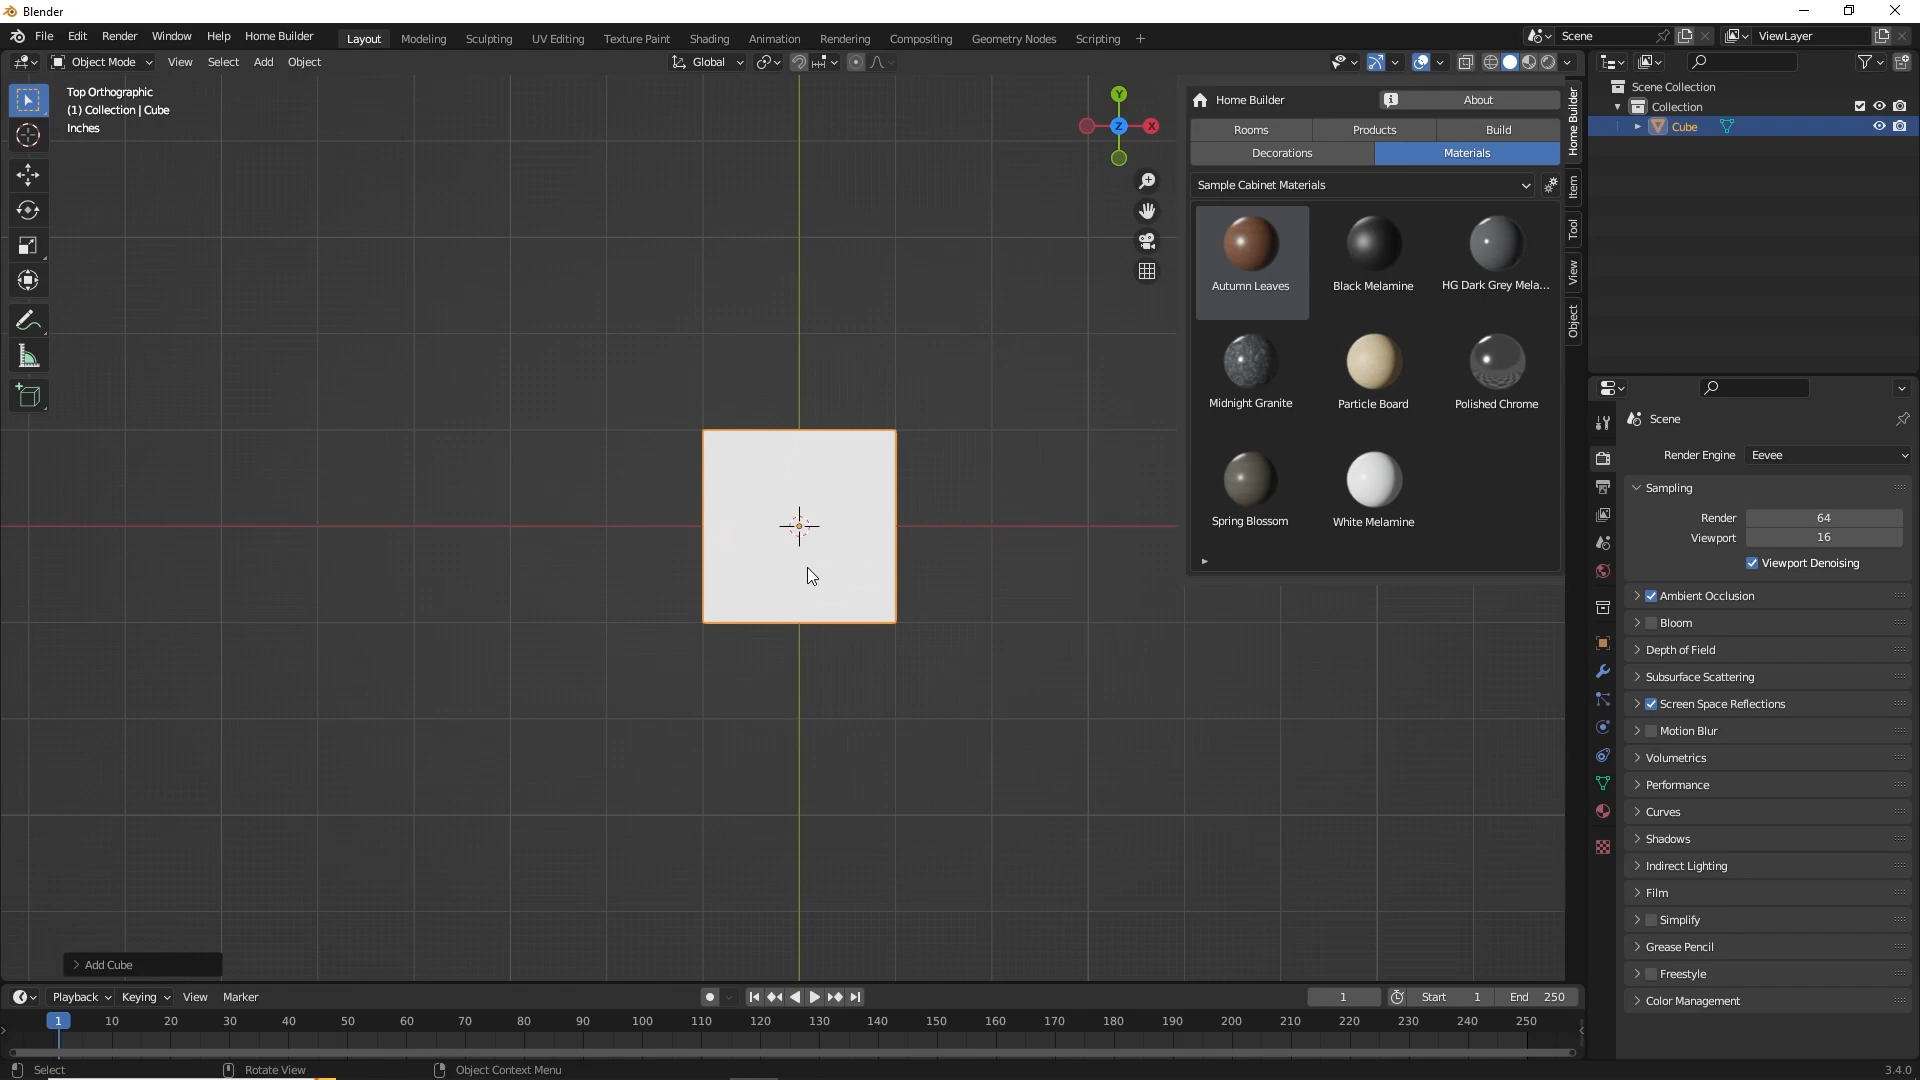 Blender
File Edit Render Window Help Home Builder
Layout Modeling Sculpting UV Editing Texture Paint Shading Animation Rendering Compositing Geometry Nodes Scripting +
Scene
ViewLayer
Object Mode View Select Add Object
Global
Top Orthographic
(1) Collection | Cube
Inches
Y
X
Z
Home Builder
About
Rooms Products Build
Decorations Materials
Sample Cabinet Materials
Autumn Leaves Black Melamine HG Dark Grey Mela...
Midnight Granite Particle Board Polished Chrome
Spring Blossom White Melamine
Home Builder
Item
Tool
View
Object
Scene Collection
Collection
Cube
Scene
Render Engine Eevee
Sampling
Render 64
Viewport 16
Viewport Denoising
Ambient Occlusion
Bloom
Depth of Field
Subsurface Scattering
Screen Space Reflections
Motion Blur
Volumetrics
Performance
Curves
Shadows
Indirect Lighting
Film
Simplify
Grease Pencil
Freestyle
Color Management
Add Cube
Playback Keying View Marker
1 Start 1 End 250
1 10 20 30 40 50 60 70 80 90 100 110 120 130 140 150 160 170 180 190 200 210 220 230 240 250
Select Rotate View Object Context Menu 3.4.0